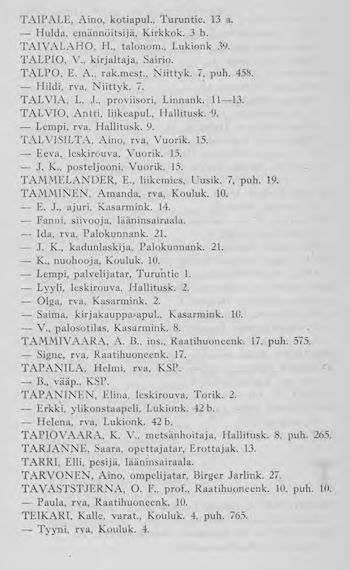 TAIPALE, Aino, kotiapul., Turuntie. 13 a.
— Hulda, emännöitsijä, Kirkkok. 3 b.
TAIVALAHO, H., talonom., Lukionk 39.
TALPIO, V., kirjaltaja, Sairio.
TALPO, E. A., rak.mest., Niittyk. 7, puh. 458.
— Hildi, rva, Niittyk. 7.
TALVIA, L. J., proviisori, Linnank. 11—13.
TALVIO, Antti, liikeapul., Hallitusk. 9.
— Lempi, rva, Hallitusk. 9.
TALVISILTA, Aino, rva, Vuorik. 15.
— Eeva, leskirouva, Vuorik. 15.
— J. K., posteljooni, Vuorik. 15.
TAMMELANDER, E., liikemies, Uusik. 7, puh. 19.
TAMMINEN, Amanda, rva, Kouluk. 10.
— E. J., ajuri, Kasarmink. 14.
— Fanni, siivooja, lääninsairaala.
— Ida, rva, Palokunnank. 21.
— J. K., kadunlaskija, Palokunnank. 21.
— K., nuohooja, Kouluk. 10.
— Lempi, palvelijatar, Turuntie 1.
— Lyyli, leskirouva, Hallitusk. 2.
— Olga, rva, Kasarmink. 2.
— Saima, kirjakauppa-apul., Kasarmink. 10.
— V., palosotilas, Kasarmink. 8.
TAMMIVAARA, A. B., ins., Raatihuoneenk. 17, puh. 575.
— Signe, rva, Raatihuoneenk. 17.
TAPANILA, Helmi, rva, KSP.
— B., vääp., KSP.
TAPANINEN, Elina, leskirouva, Torik. 2.
— Erkki, ylikonstaapeli, Lukionk. 42 b.
— Helena, rva, Lukionk. 42 b.
TAPIOVAARA, K. V., metsänhoitaja, Hallitusk. 8, puh. 265.
TARJANNE, Saara, opettajatar, Erottajak. 13.
TARRI, Elli, pesijä, lääninsairaala.
TARVONEN, Aino, ompelijatar, Birger Jarlink. 27.
TAVASTSTJERNA, O. F., prof., Raatihuoneenk. 10, puh. 10.
— Paula, rva, Raatihuoneenk. 10.
TEIKARI, Kalle, varat., Kouluk. 4, puh. 765.
— Tyyni, rva, Kouluk. 4.